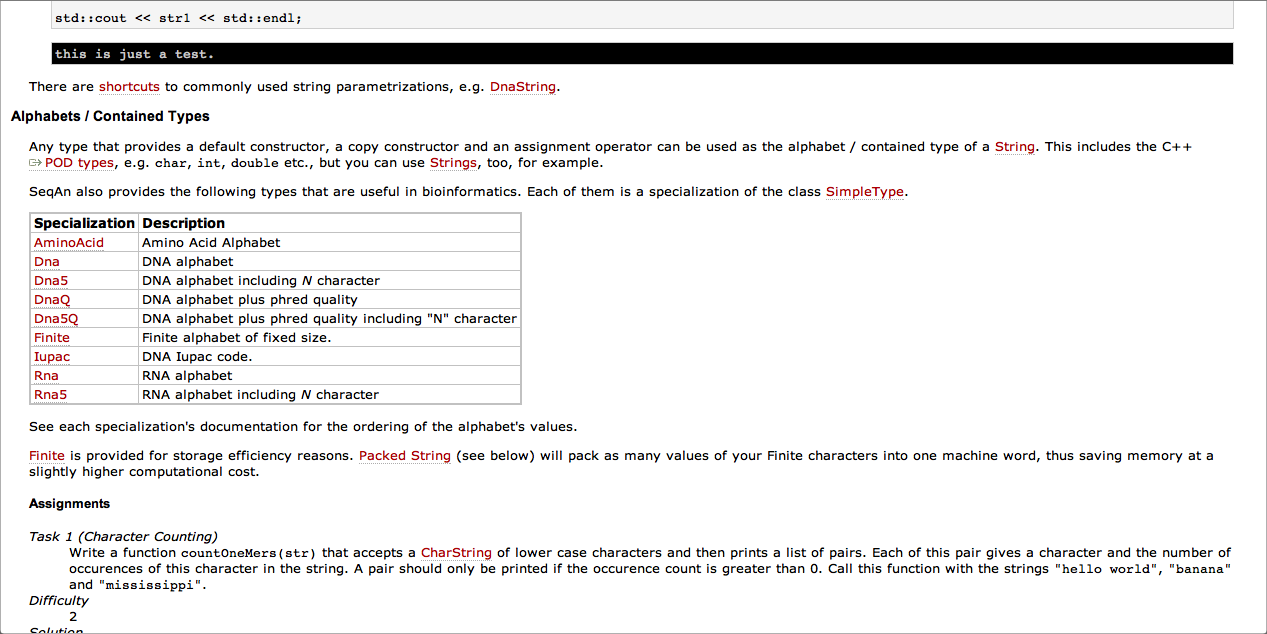 std::cout << str1 << std::endl;
this is just a test.
There are shortcuts to commonly used string parametrizations, e.g. DnaString.
Alphabets / Contained Types
Any type that provides a default constructor, a copy constructor and an assignment operator can be used as the alphabet / contained type of a String. This includes the C++
POD types, e.g. char, int, double etc., but you can use Strings, too, for example.
SeqAn also provides the following types that are useful in bioinformatics. Each of them is a specialization of the class SimpleType.
Specialization Description
AminoAcid Amino Acid Alphabet
Dna DNA alphabet
Dna5 DNA alphabet including N character
DnaQ DNA alphabet plus phred quality
Dna5Q DNA alphabet plus phred quality including "N" character
Finite Finite alphabet of fixed size.
Iupac DNA Iupac code.
Rna RNA alphabet
Rna5 RNA alphabet including N character
See each specialization's documentation for the ordering of the alphabet's values.
Finite is provided for storage efficiency reasons. Packed String (see below) will pack as many values of your Finite characters into one machine word, thus saving memory at a
slightly higher computational cost.
Assignments
Task 1 (Character Counting)
Write a function countOneMers(str) that accepts a CharString of lower case characters and then prints a list of pairs. Each of this pair gives a character and the number of
occurences of this character in the string. A pair should only be printed if the occurence count is greater than 0. Call this function with the strings "hello world", "banana"
and "mississippi".
Difficulty
2
Solution